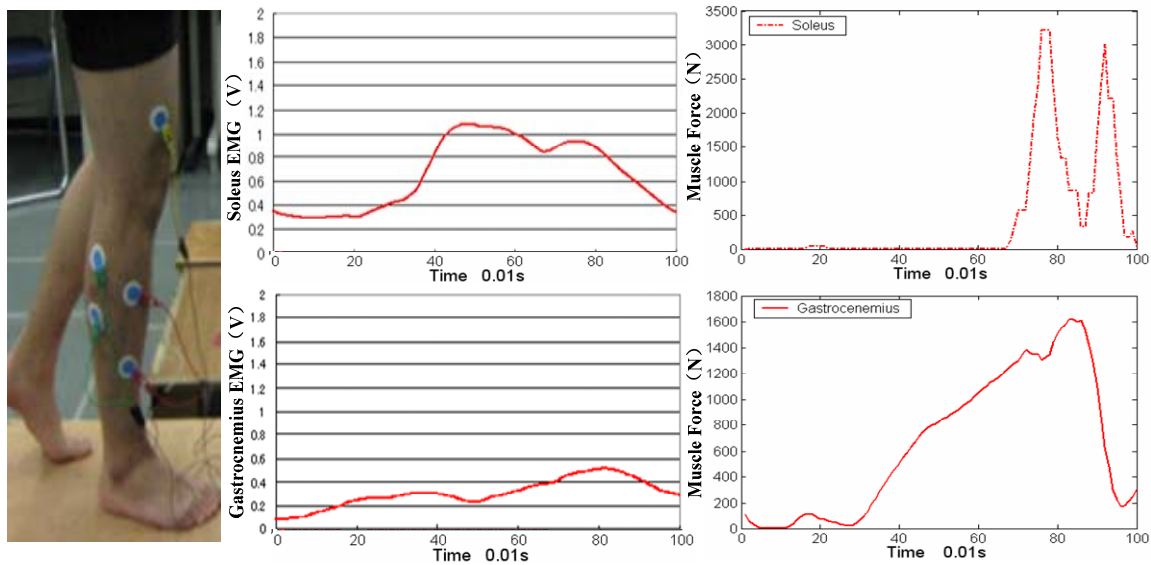 Soleus EMG (V)
2
1.8
1.6
1.4
1.2
1
0.8
0.6
0.4
0.2
0
0 20 40 60 80 100
Time 0.01s
Muscle Force (N)
3500
3000
2500
2000
1500
1000
500
0
Soleus
0 20 40 60 80 100
Time 0.01s
Gastrocnemius EMG (V)
2
1.8
1.6
1.4
1.2
1
0.8
0.6
0.4
0.2
0
0 20 40 60 80 100
Time 0.01s
Muscle Force (N)
1800
1600
1400
1200
1000
800
600
400
200
0
Gastrocenemius
0 20 40 60 80 100
Time 0.01s